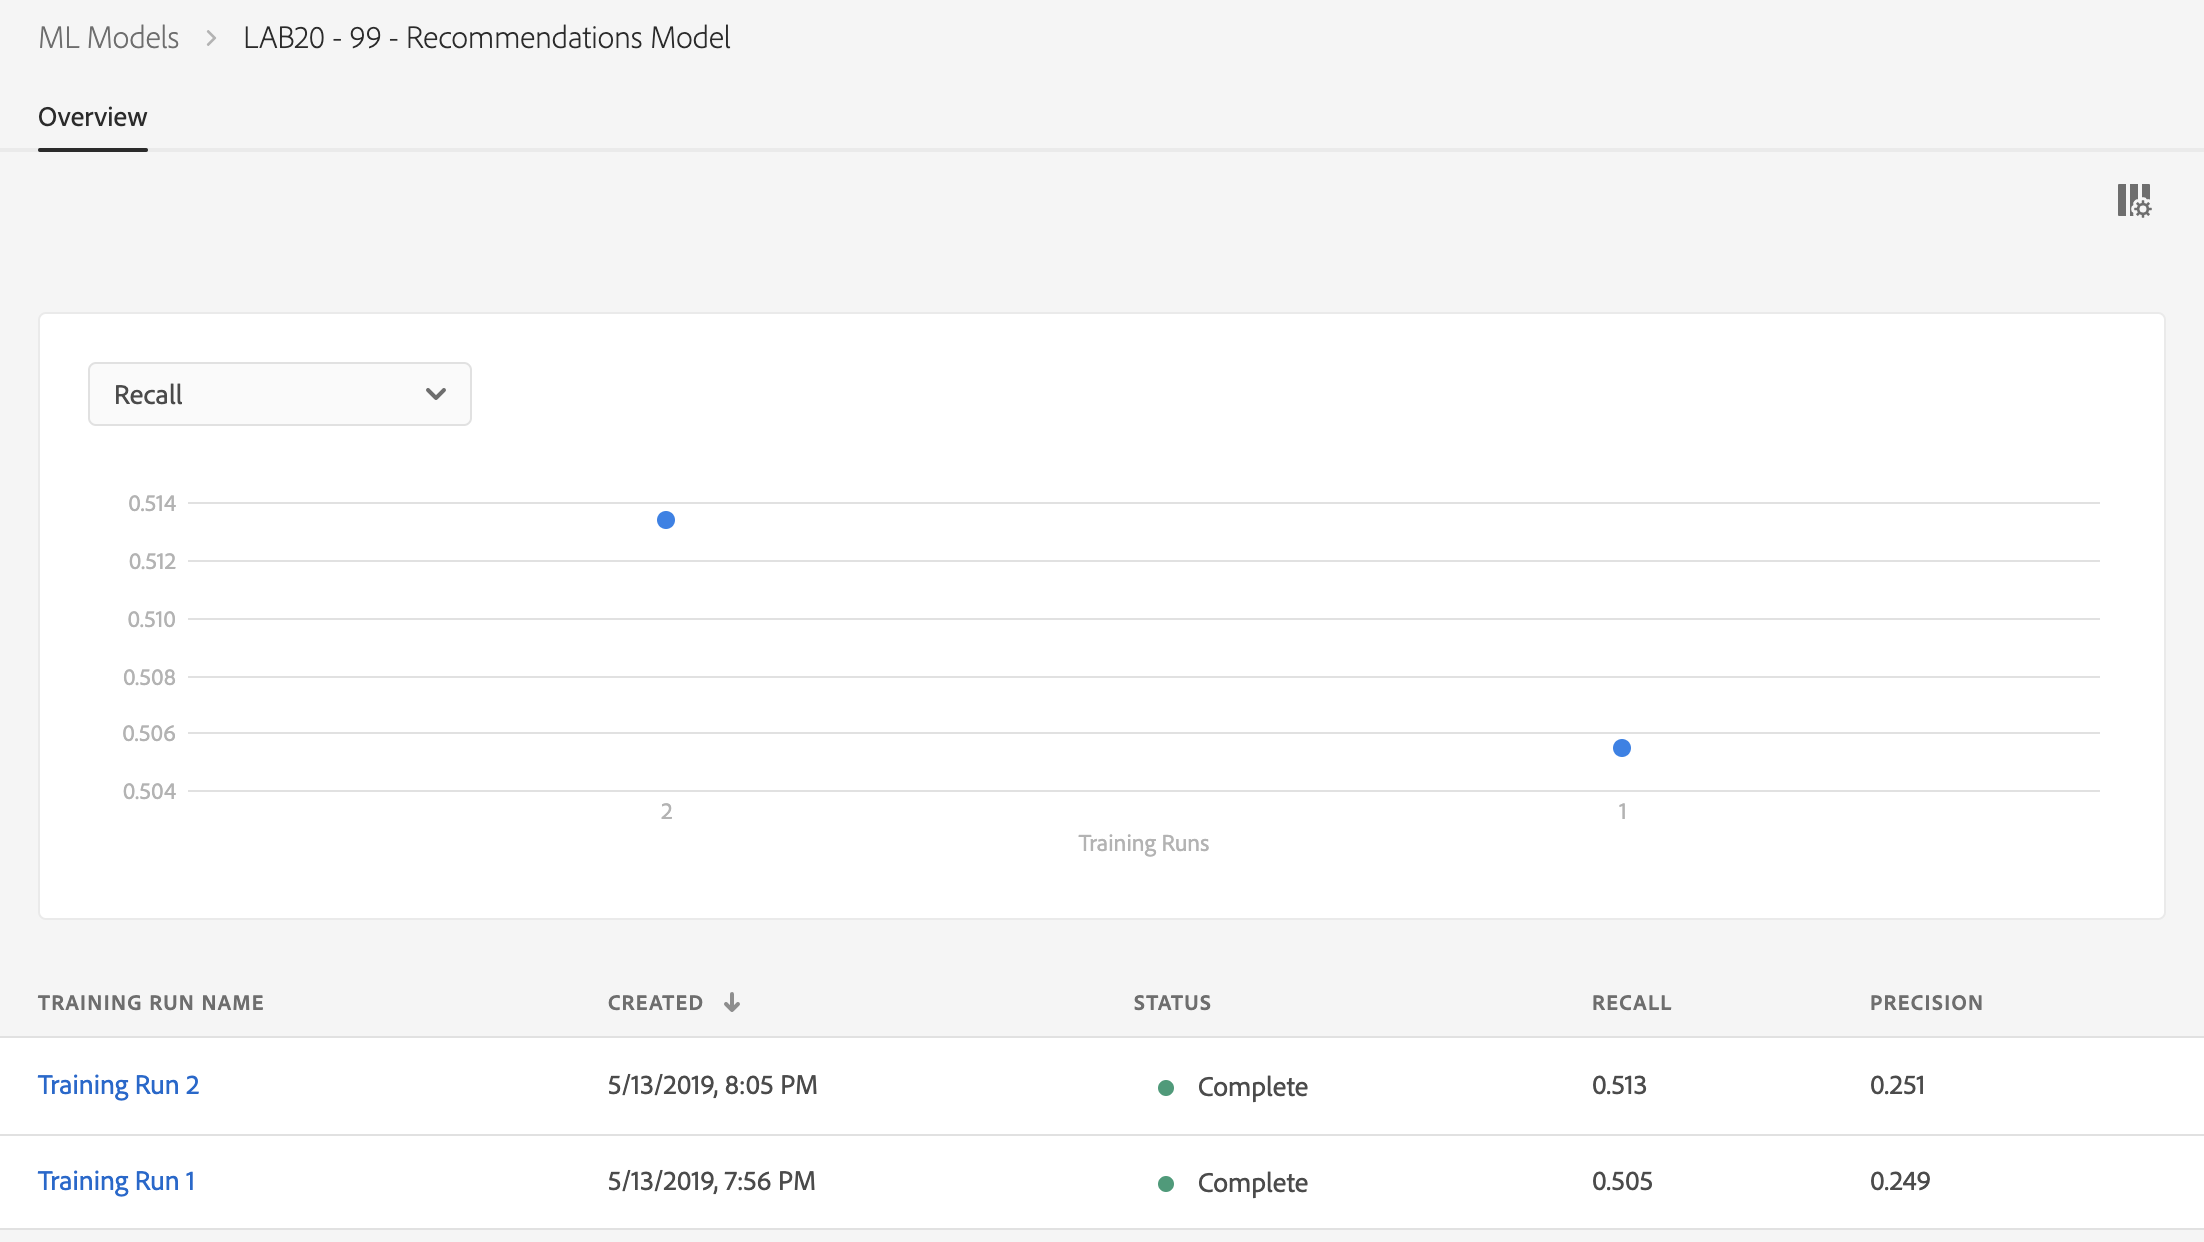 ML Models > LAB20 - 99 - Recommendations Model
Overview
Recall
0.514
0.512
0.510
0.508
0.506
0.504
2 1
Training Runs
TRAINING RUN NAME CREATED ↓ STATUS RECALL PRECISION
Training Run 2 5/13/2019, 8:05 PM Complete 0.513 0.251
Training Run 1 5/13/2019, 7:56 PM Complete 0.505 0.249